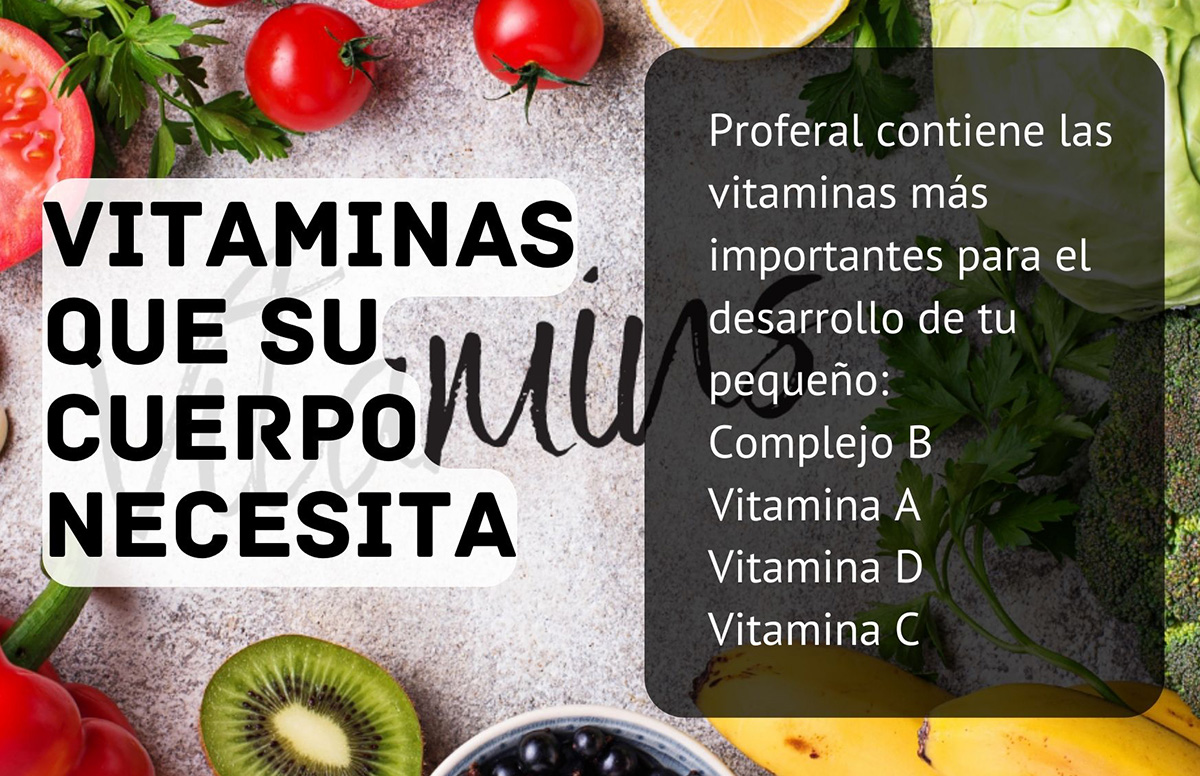 VITAMINAS
QUE SU
CUERPO
NECESITA
Vitamins
Proferal contiene las
vitaminas más
importantes para el
desarrollo de tu
pequeño:
Complejo B
Vitamina A
Vitamina D
Vitamina C